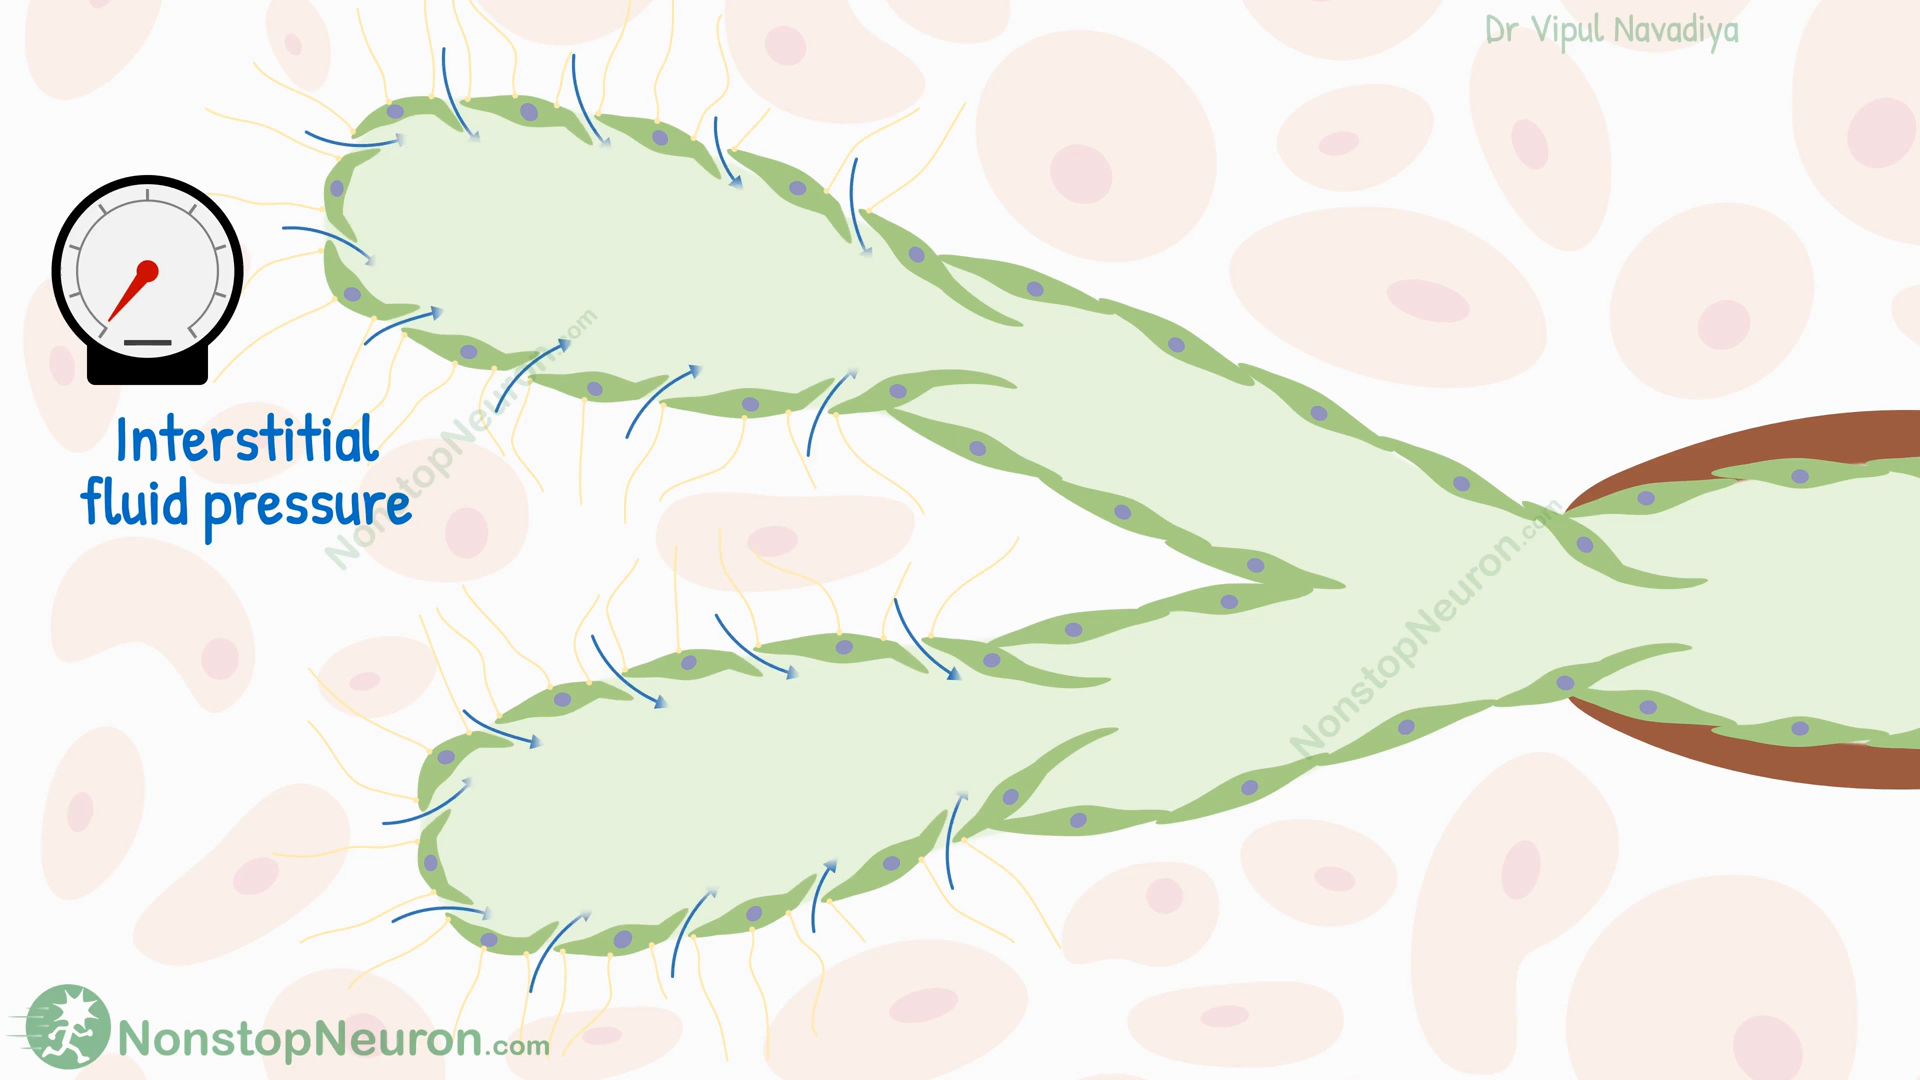 Dr Vipul Navadiya
Interstitial
fluid pressure
NonstopNeuron.com
NonstopNeuron.com
NonstopNeuron.com